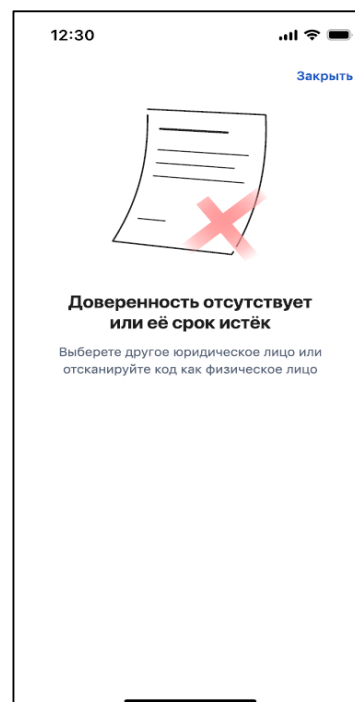 12:30
Закрыть
Доверенность отсутствует
или её срок истёк
Выберете другое юридическое лицо или
отсканируйте код как физическое лицо